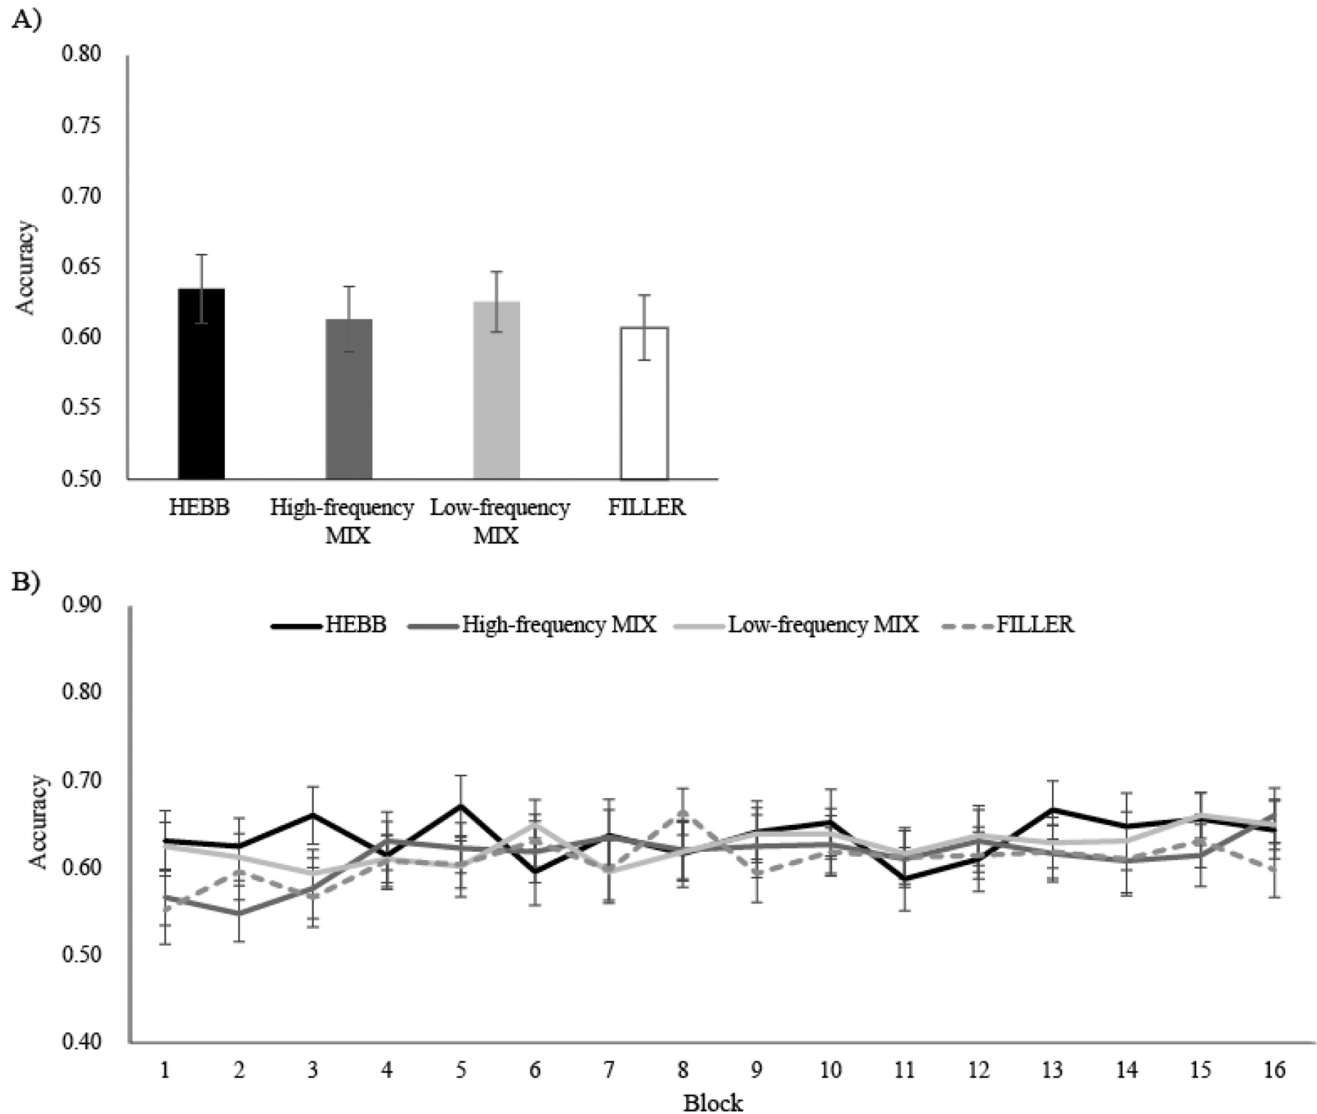 A)
0.80
0.75
0.70
0.65
0.60
0.55
0.50
Accuracy
HEBB High-frequency MIX Low-frequency MIX FILLER
B)
HEBB High-frequency MIX Low-frequency MIX FILLER
0.90
0.80
0.70
0.60
0.50
0.40
Accuracy
1 2 3 4 5 6 7 8 9 10 11 12 13 14 15 16
Block